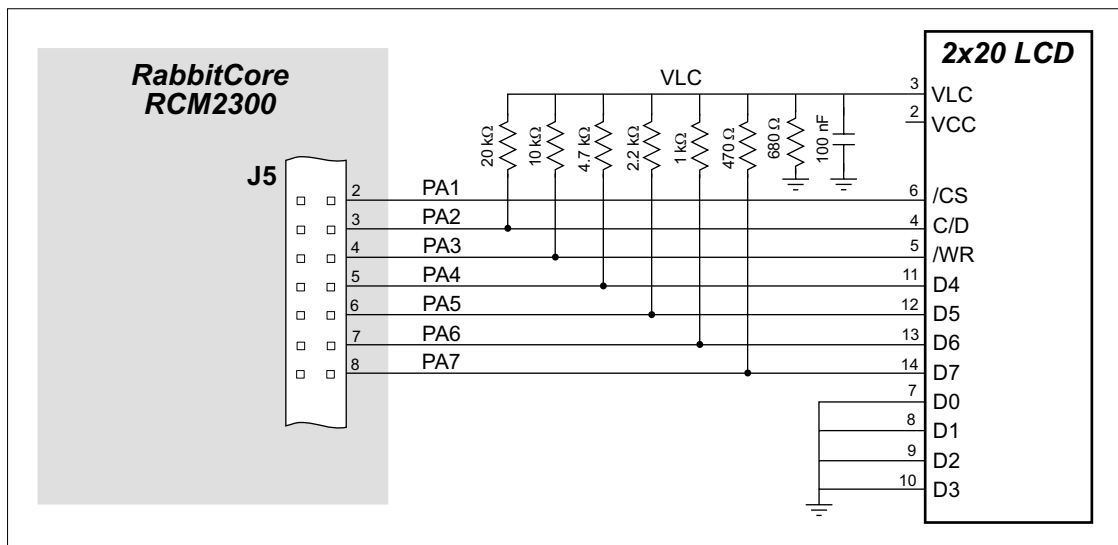 RabbitCore
RCM2300
2x20 LCD
VLC
3
VLC
2
VCC
20 kΩ
10 kΩ
4.7 kΩ
2.2 kΩ
1 kΩ
470 Ω
680 Ω
100 nF
J5
2
PA1
6
/CS
3
PA2
4
C/D
4
PA3
5
/WR
5
PA4
11
D4
6
PA5
12
D5
7
PA6
13
D6
8
PA7
14
D7
7
D0
8
D1
9
D2
10
D3